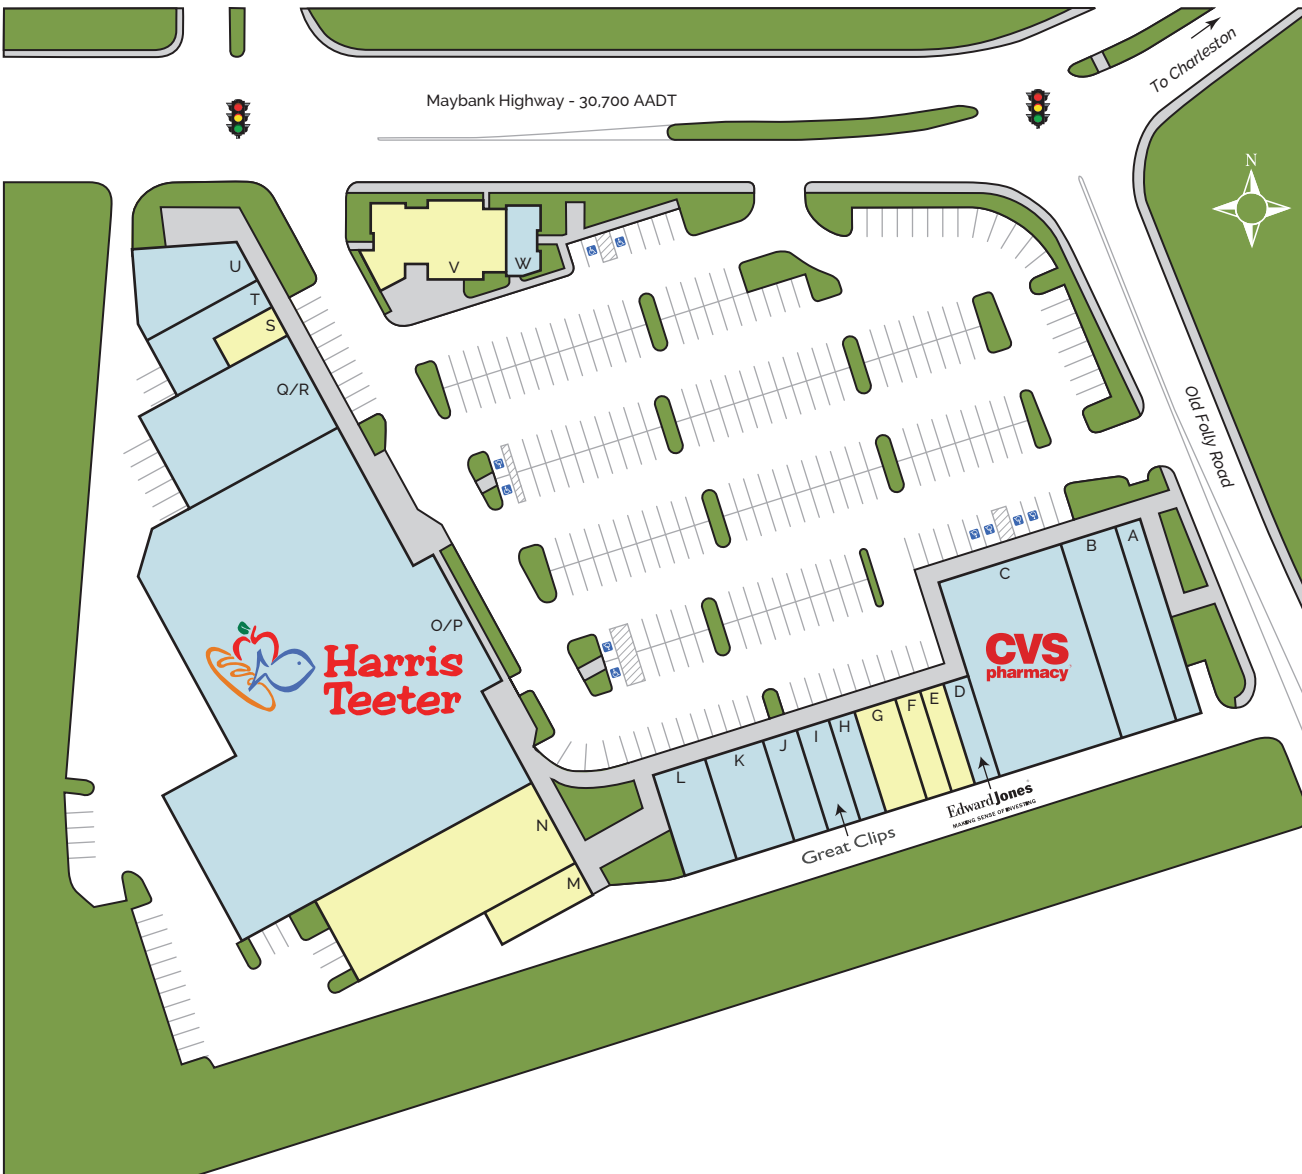 To Charleston
Maybank Highway - 30,700 AADT
N
V
W
U
T
S
Q/R
Old Folly Road
O/P
Harris
Teeter
A
B
C
CVS
pharmacy
D
E
F
G
H
I
J
K
L
Edward Jones
MAKING SENSE OF INVESTING
Great Clips
N
M